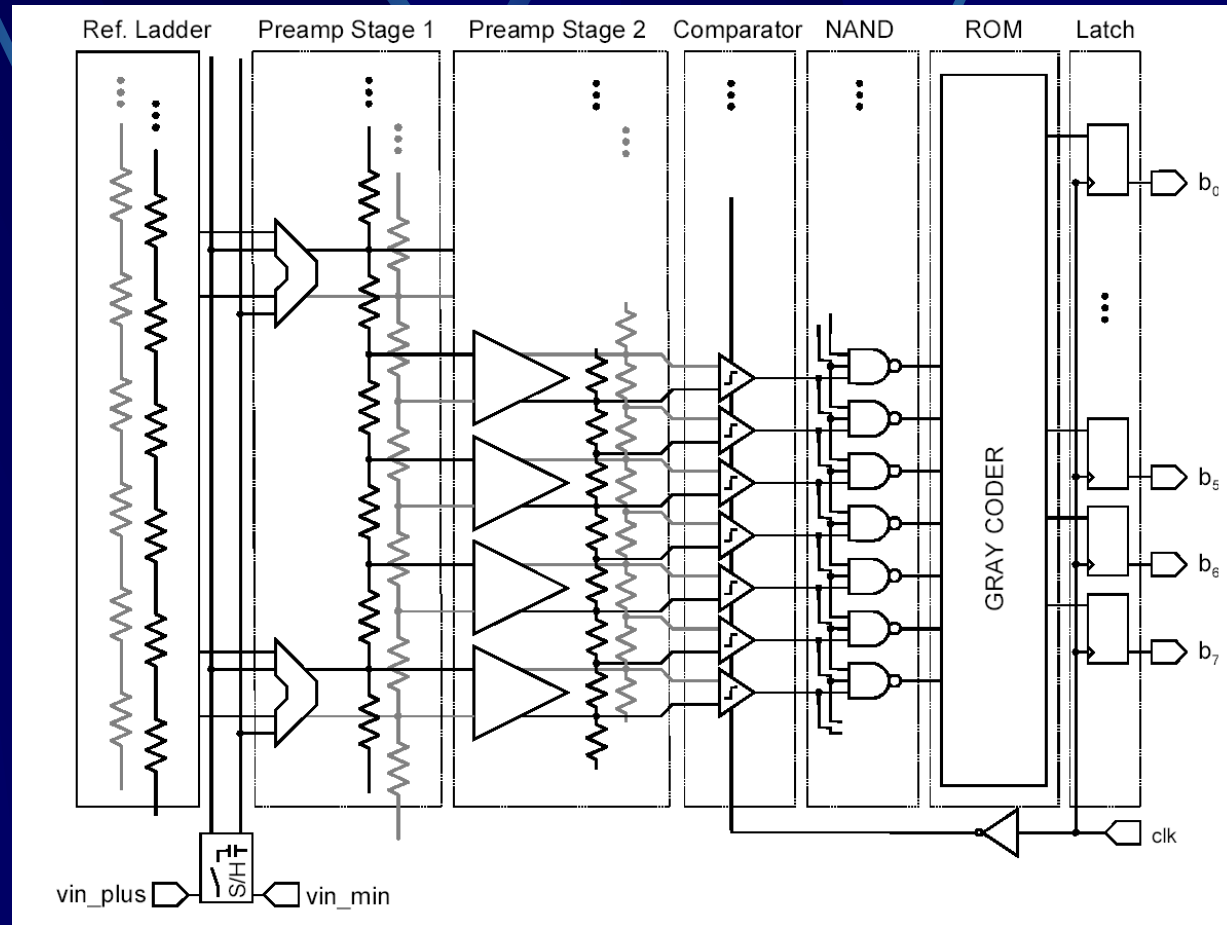 Ref. Ladder
Preamp Stage 1
Preamp Stage 2
Comparator
NAND
ROM
Latch
b0
GRAY CODER
b5
b6
b7
clk
S/H
vin_plus
vin_min